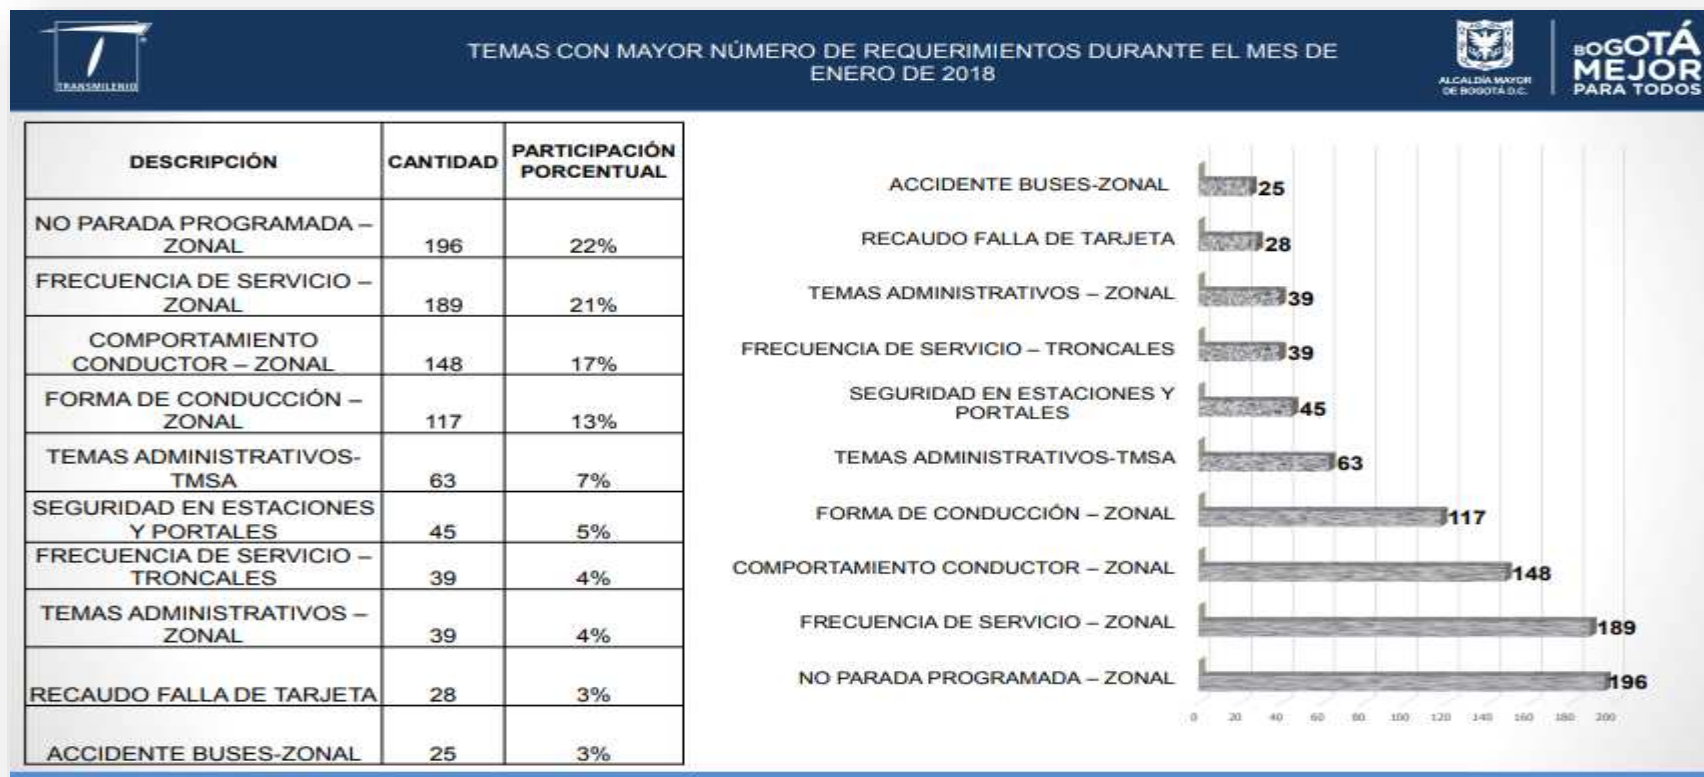 TRANSMILENIO
TEMAS CON MAYOR NÚMERO DE REQUERIMIENTOS DURANTE EL MES DE
ENERO DE 2018
ALCALDÍA MAYOR
DE BOGOTÁ D.C.
BOGOTÁ
MEJOR
PARA TODOS
DESCRIPCIÓN CANTIDAD PARTICIPACIÓN
PORCENTUAL
NO PARADA PROGRAMADA –
ZONAL 196 22%
FRECUENCIA DE SERVICIO –
ZONAL 189 21%
COMPORTAMIENTO
CONDUCTOR – ZONAL 148 17%
FORMA DE CONDUCCIÓN –
ZONAL 117 13%
TEMAS ADMINISTRATIVOS-
TMSA 63 7%
SEGURIDAD EN ESTACIONES
Y PORTALES 45 5%
FRECUENCIA DE SERVICIO –
TRONCALES 39 4%
TEMAS ADMINISTRATIVOS –
ZONAL 39 4%
RECAUDO FALLA DE TARJETA 28 3%
ACCIDENTE BUSES-ZONAL 25 3%
ACCIDENTE BUSES-ZONAL 25
RECAUDO FALLA DE TARJETA 28
TEMAS ADMINISTRATIVOS – ZONAL 39
FRECUENCIA DE SERVICIO – TRONCALES 39
SEGURIDAD EN ESTACIONES Y
PORTALES 45
TEMAS ADMINISTRATIVOS-TMSA 63
FORMA DE CONDUCCIÓN – ZONAL 117
COMPORTAMIENTO CONDUCTOR – ZONAL 148
FRECUENCIA DE SERVICIO – ZONAL 189
NO PARADA PROGRAMADA – ZONAL 196
0 20 40 60 80 100 120 140 160 180 200